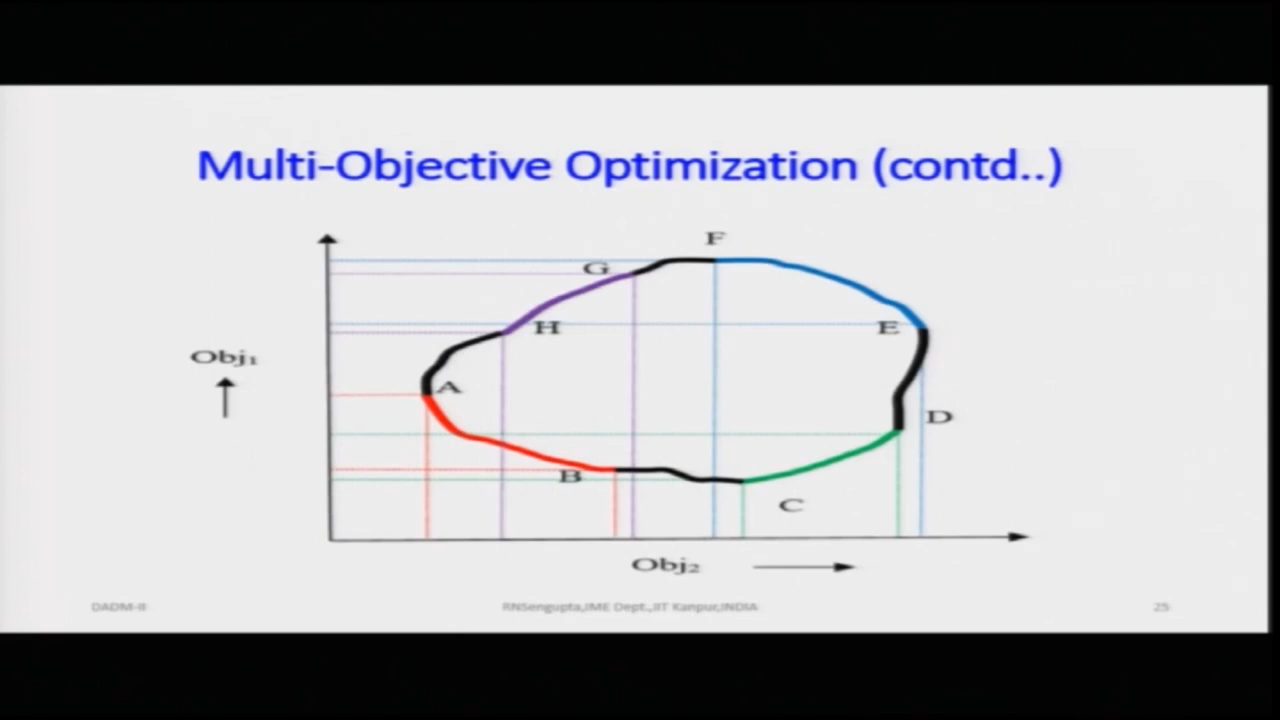 Multi-Objective Optimization (contd..)
F
G
H
E
Obj₁
A
D
B
C
Obj₂
DADM-II
RNSengupta,IME Dept.,IIT Kanpur,INDIA
25